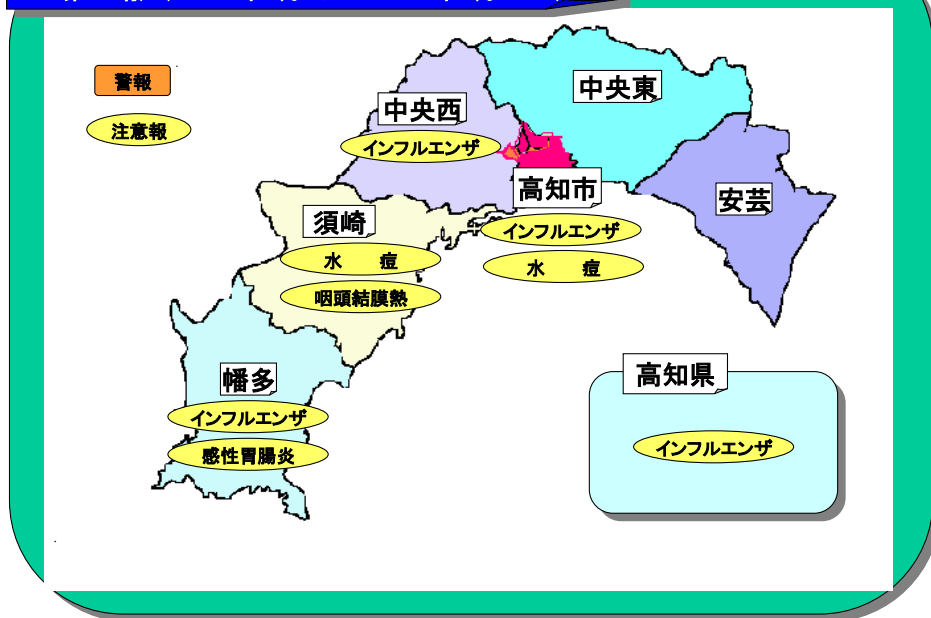 警報
注意報
中央西
インフルエンザ
中央東
高知市
インフルエンザ
水 痘
安芸
須崎
水 痘
咽頭結膜熱
幡多
インフルエンザ
感性胃腸炎
高知県
インフルエンザ